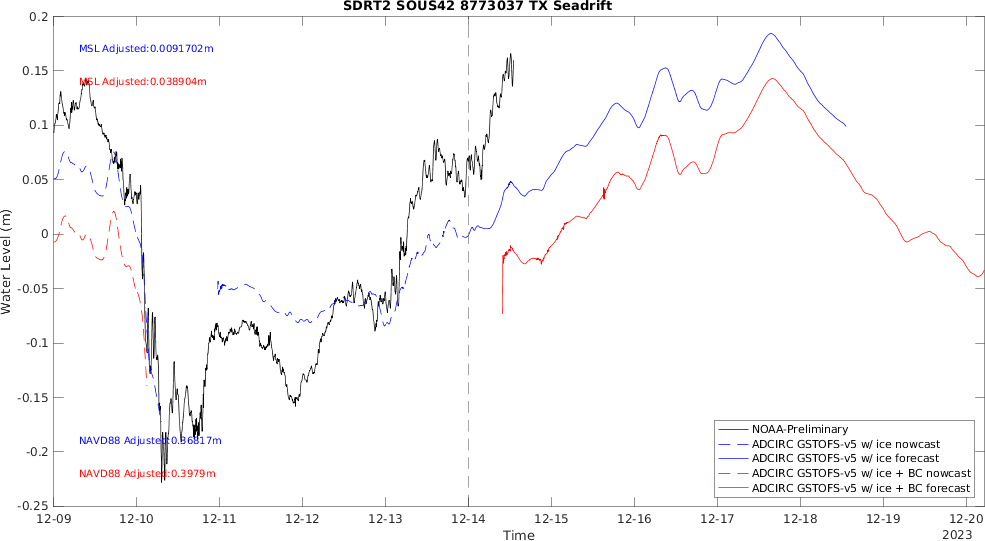 SDRT2 SOUS42 8773037 TX Seadrift
MSL Adjusted:0.0091702m
MSL Adjusted:0.038904m
NAVD88 Adjusted:0.36817m
NAVD88 Adjusted:0.3979m
Water Level (m)
0.2
0.15
0.1
0.05
0
-0.05
-0.1
-0.15
-0.2
-0.25
NOAA-Preliminary
ADCIRC GSTOFS-v5 w/ ice nowcast
ADCIRC GSTOFS-v5 w/ ice forecast
ADCIRC GSTOFS-v5 w/ ice + BC nowcast
ADCIRC GSTOFS-v5 w/ ice + BC forecast
12-09 12-10 12-11 12-12 12-13 12-14 12-15 12-16 12-17 12-18 12-19 12-20
Time
2023